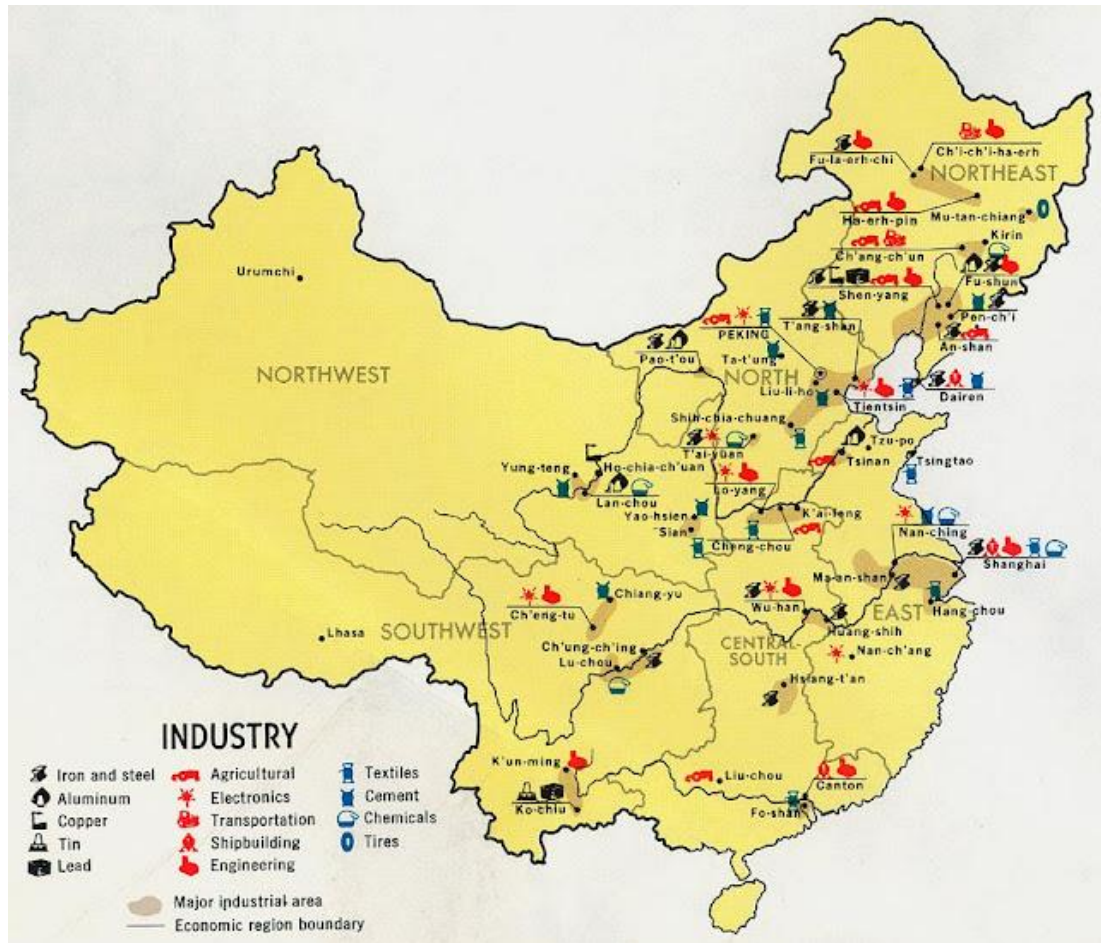 Fu-la-erh-chi
Ch'i-ch'i-ha-erh
NORTHEAST
Ha-erh-pin
Mu-tan-chiang
Kirin
Ch'ang-ch'un
Fu-shun
Shen-yang
Pen-ch'i
An-shan
Urumchi
PEKING
T'ang-shan
Pao-t'ou
Ta-t'ung
NORTHWEST
NORTH
Liu-li-ho
Tientsin
Dairen
Shih-chia-chuang
T'ai-yüan
Tzu-po
Tsinan
Tsingtao
Yung-teng
Ho-chia-ch'uan
Lan-chou
Lo-yang
K'ai-feng
Yao-hsien
Sian
Cheng-chou
Nan-ching
Shanghai
Ma-an-shan
Chiang-yu
Ch'eng-tu
Wu-han
EAST
Hang-chou
Huang-shih
Lhasa
SOUTHWEST
Ch'ung-ch'ing
Lu-chou
CENTRAL-
SOUTH
Nan-ch'ang
Hsiang-t'an
K'un-ming
Ko-chiu
Liu-chou
Canton
Fo-shan
INDUSTRY
Iron and steel
Aluminum
Copper
Tin
Lead
Agricultural
Electronics
Transportation
Shipbuilding
Engineering
Textiles
Cement
Chemicals
Tires
Major industrial area
Economic region boundary